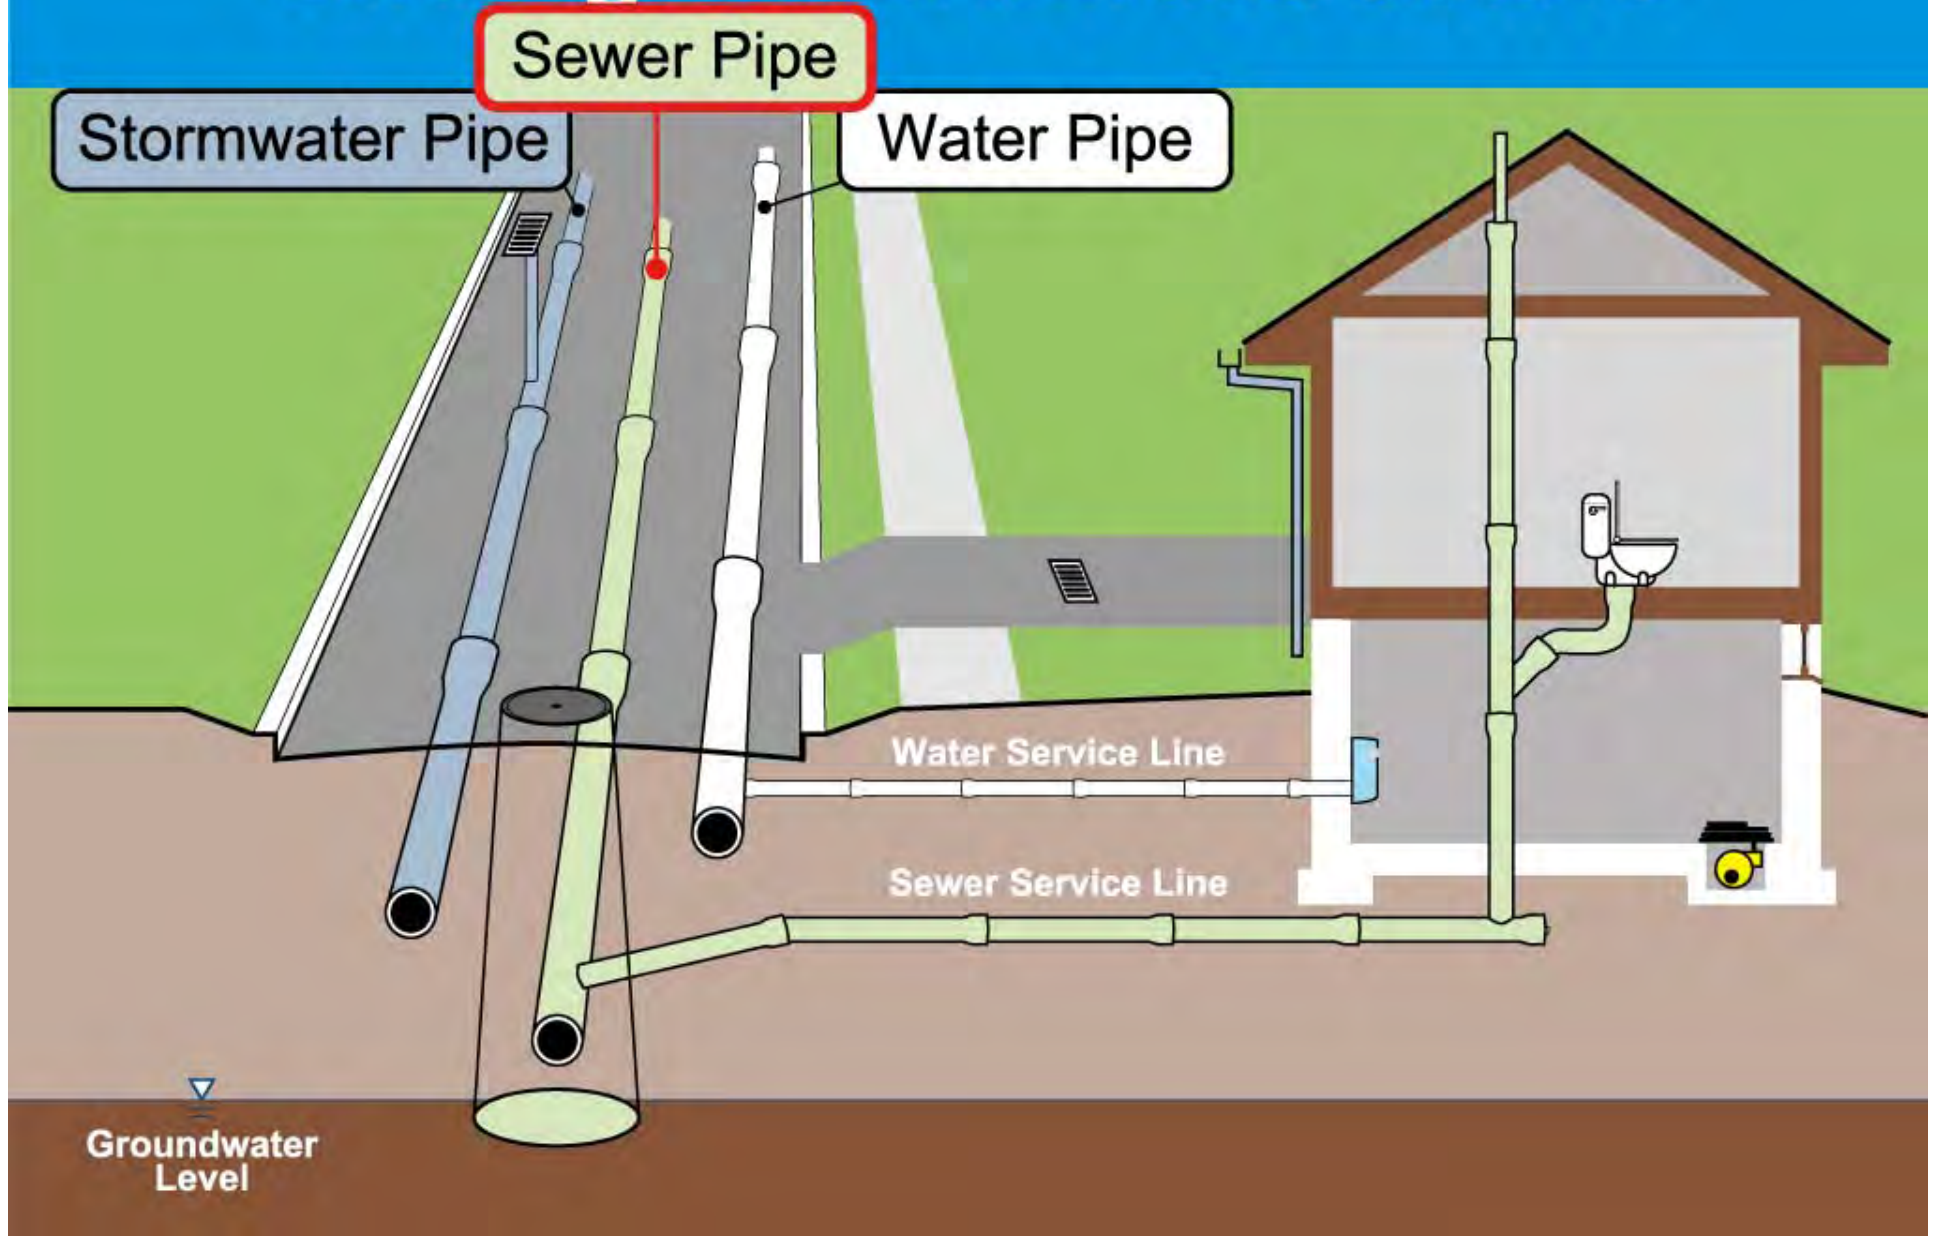 Sewer Pipe
Stormwater Pipe
Water Pipe
Water Service Line
Sewer Service Line
Groundwater
Level